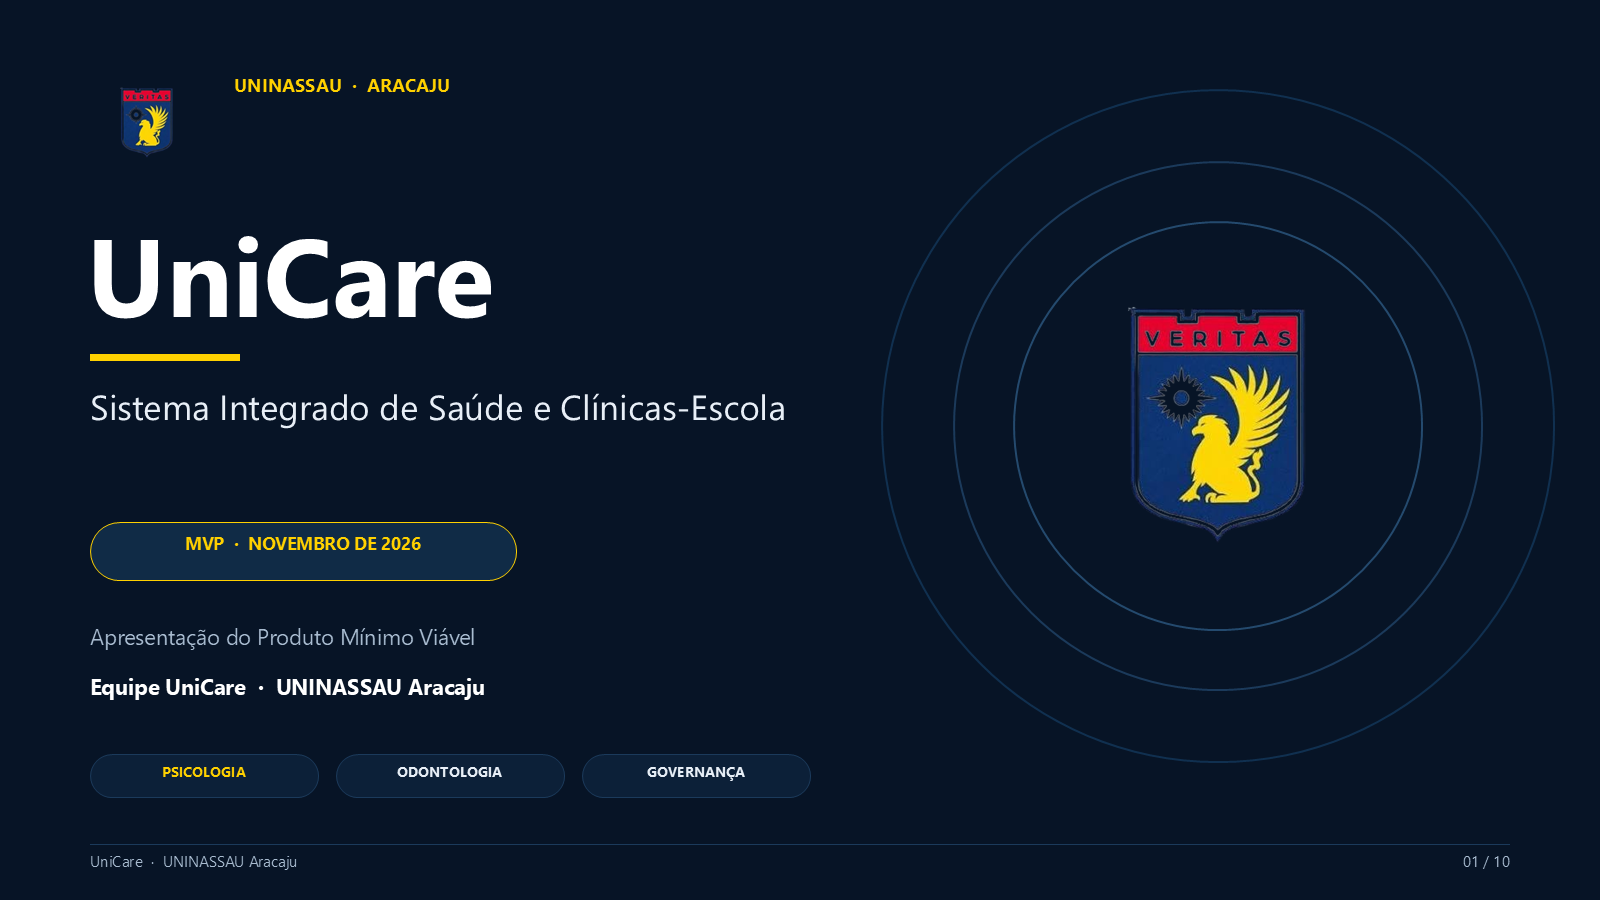 UNINASSAU · ARACAJU
UniCare
Sistema Integrado de Saúde e Clínicas-Escola
MVP · NOVEMBRO DE 2026
Apresentação do Produto Mínimo Viável
Equipe UniCare · UNINASSAU Aracaju
PSICOLOGIA
ODONTOLOGIA
GOVERNANÇA
VERITAS
UniCare · UNINASSAU Aracaju
01 / 10